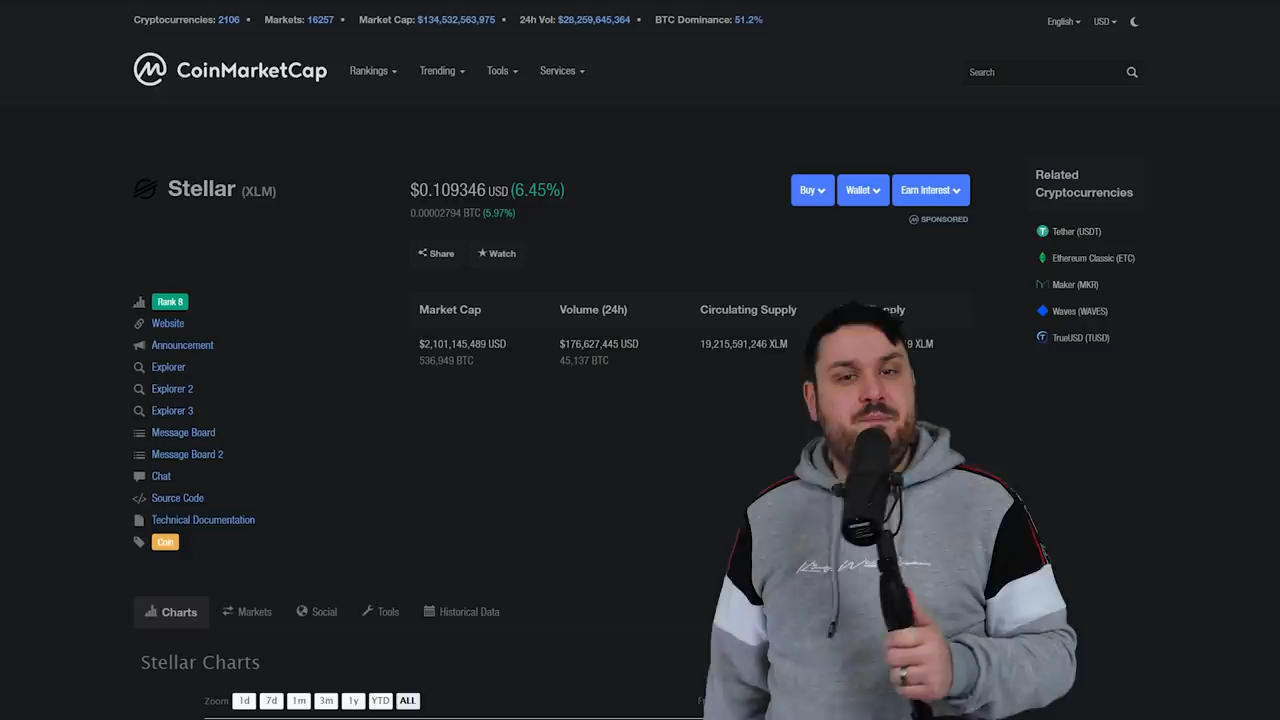 Cryptocurrencies: 2106 • Markets: 16257 • Market Cap: $134,532,563,975 • 24h Vol: $28,259,645,364 • BTC Dominance: 51.2%
English USD
CoinMarketCap Rankings Trending Tools Services
Search
Stellar (XLM)
$0.109346 USD (6.45%)
0.00002794 BTC (5.97%)
Buy Wallet Earn Interest
SPONSORED
Share Watch
Related
Cryptocurrencies
Tether (USDT)
Ethereum Classic (ETC)
Maker (MKR)
Waves (WAVES)
TrueUSD (TUSD)
Rank 8
Website
Announcement
Explorer
Explorer 2
Explorer 3
Message Board
Message Board 2
Chat
Source Code
Technical Documentation
Coin
Market Cap Volume (24h) Circulating Supply
$2,101,145,489 USD $176,627,445 USD 19,215,591,246 XLM XLM
536,949 BTC 45,137 BTC
Charts Markets Social Tools Historical Data
Stellar Charts
Zoom 1d 7d 1m 3m 1y YTD ALL